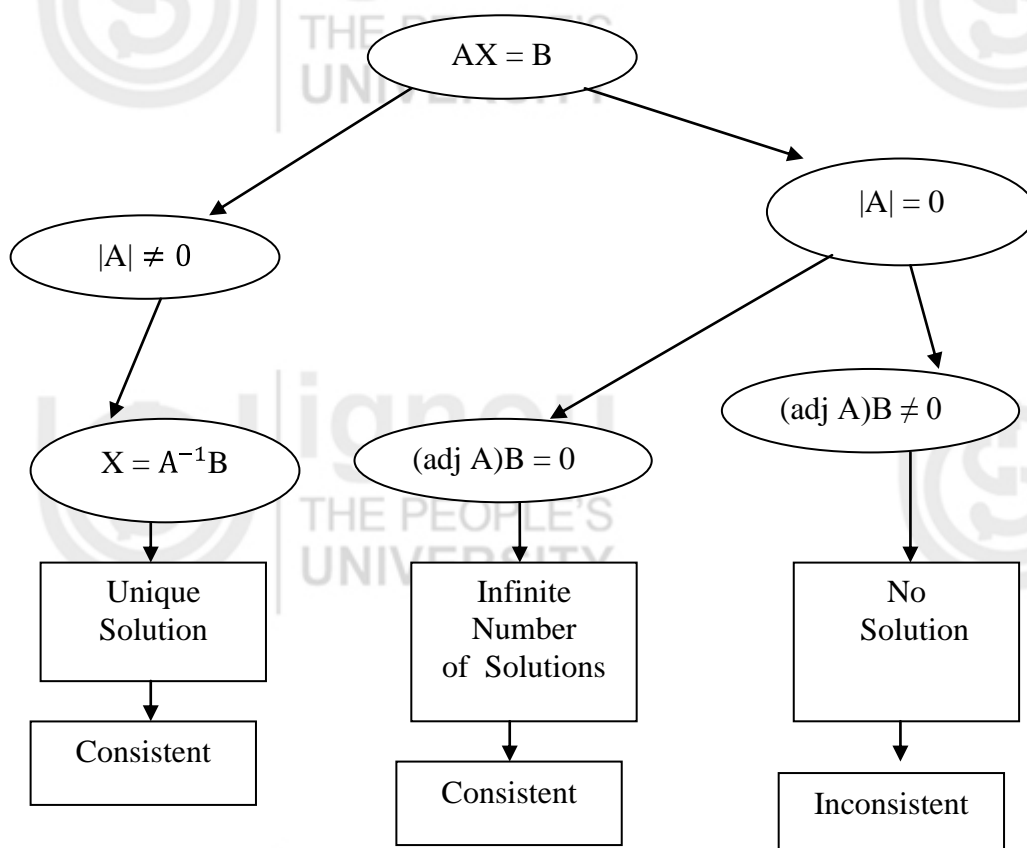 THE PEOPLE'S
UNIVERSITY
AX = B
|A| = 0
|A| ≠ 0
(adj A)B ≠ 0
ignou
X = A⁻¹B
(adj A)B = 0
THE PEOPLE'S
UNIVERSITY
Unique
Solution
Infinite
Number
of Solutions
No
Solution
Consistent
Consistent
Inconsistent